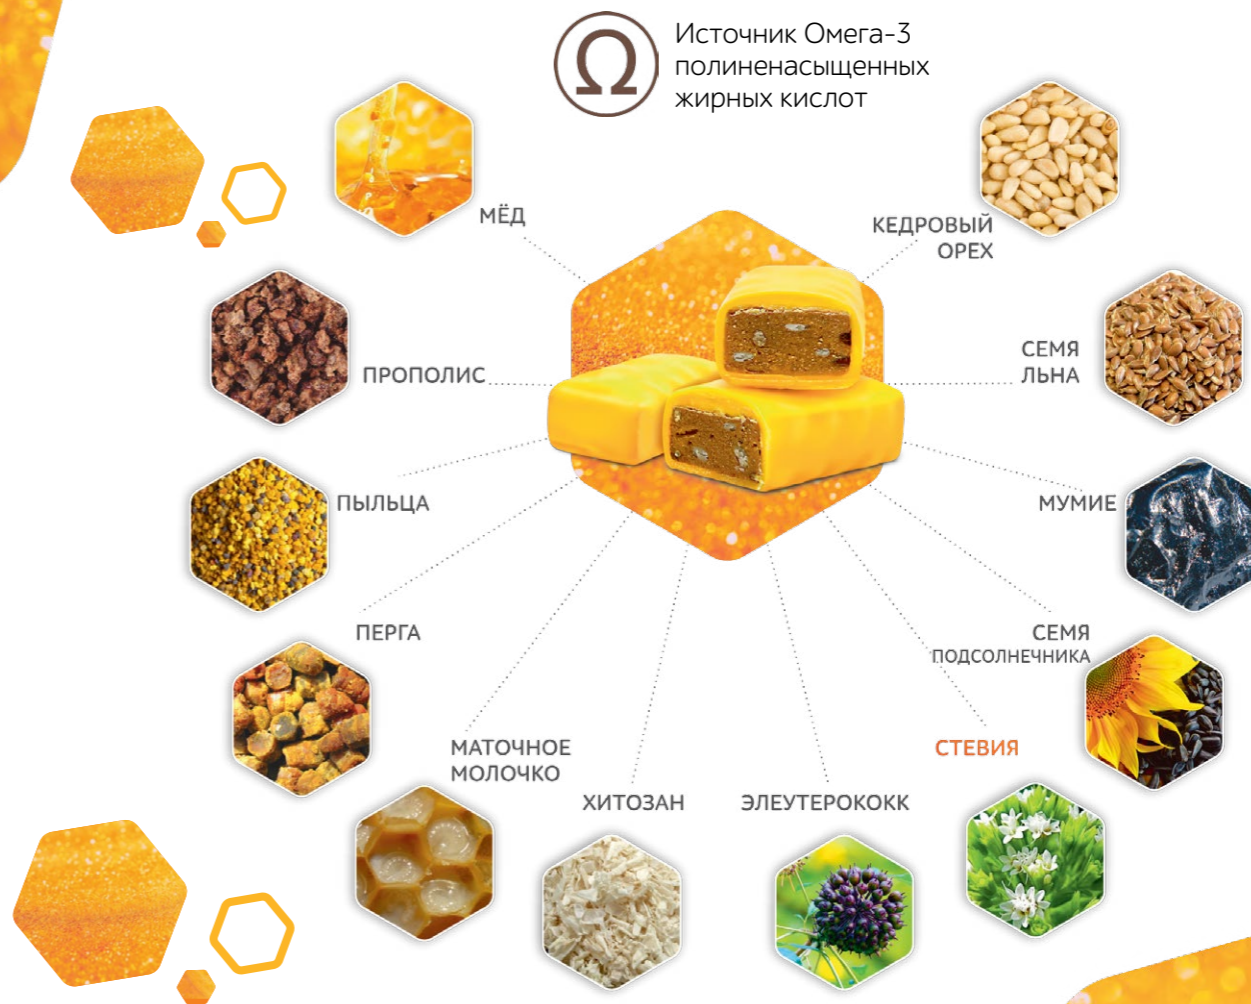 Ω
Источник Омега-3
полиненасыщенных
жирных кислот
МЁД
КЕДРОВЫЙ
ОРЕХ
ПРОПОЛИС
СЕМЯ
ЛЬНА
ПЫЛЬЦА
МУМИЕ
ПЕРГА
СЕМЯ
ПОДСОЛНЕЧНИКА
МАТОЧНОЕ
МОЛОЧКО
СТЕВИЯ
ХИТОЗАН
ЭЛЕУТЕРОКОКК